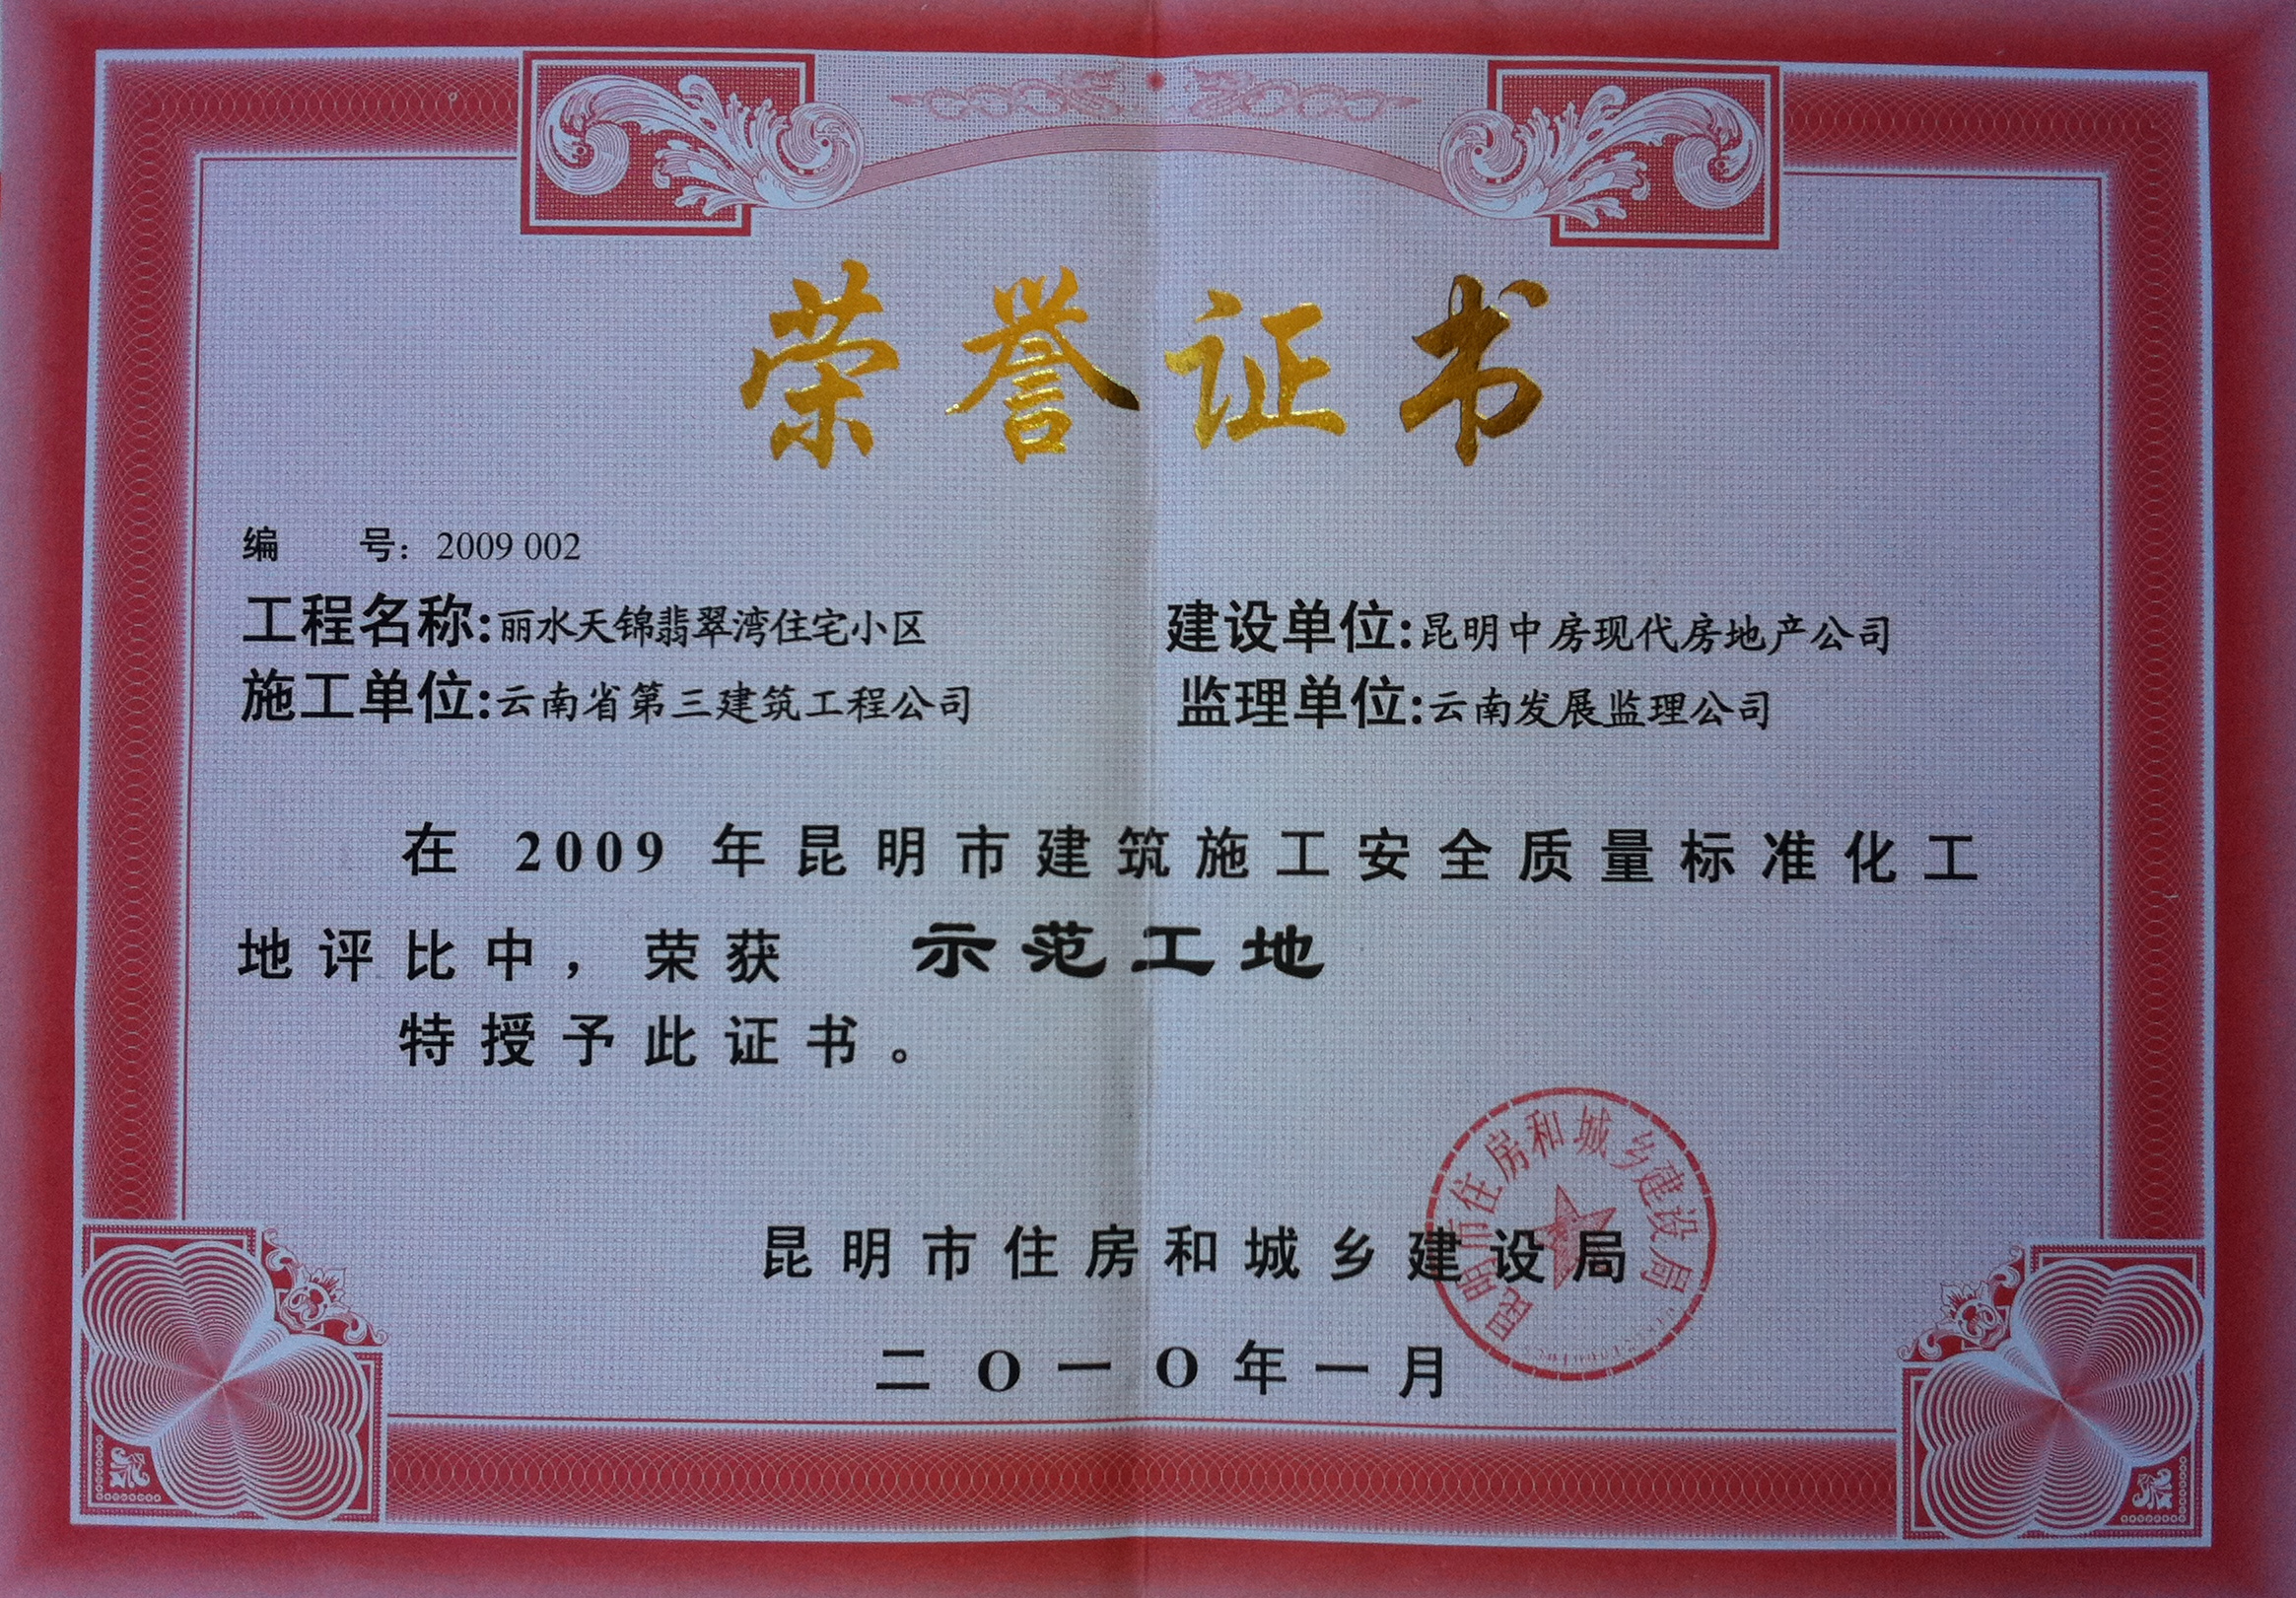 荣誉证书
编 号：2009 002
工程名称:丽水天锦翡翠湾住宅小区 建设单位:昆明中房现代房地产公司
施工单位:云南省第三建筑工程公司 监理单位:云南发展监理公司
在 2009 年昆明市建筑施工安全质量标准化工
地评比中，荣获 示范工地
特授予此证书。
昆明市住房和城乡建设局
昆明市住房和城乡建设局
二〇一〇年一月